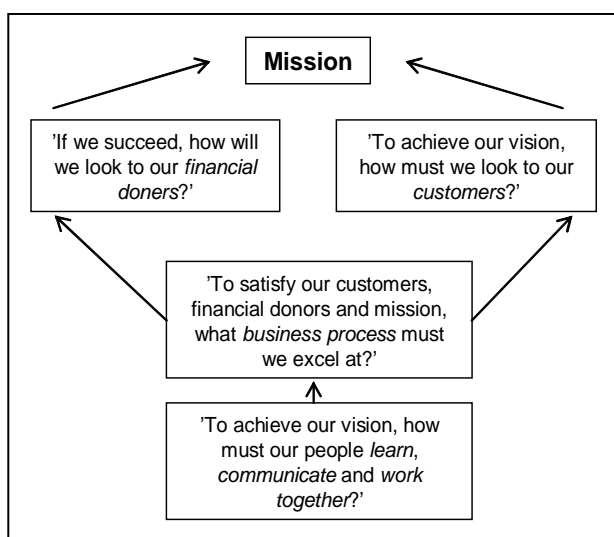 Mission
’If we succeed, how will
we look to our financial
doners?’
’To achieve our vision,
how must we look to our
customers?’
’To satisfy our customers,
financial donors and mission,
what business process must
we excel at?’
’To achieve our vision, how
must our people learn,
communicate and work
together?’